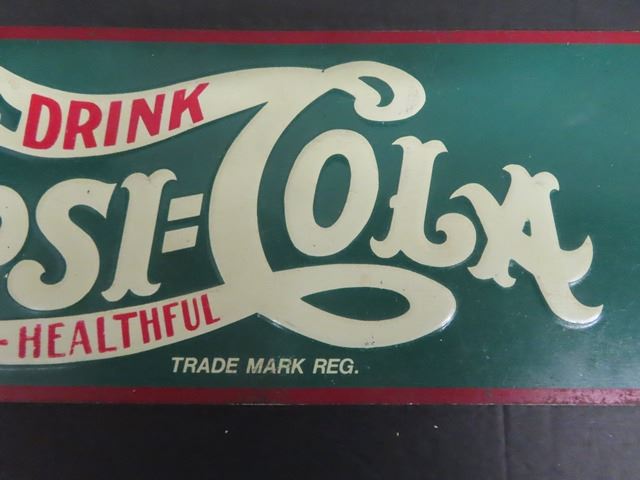 DRINK
PSI=COLA
- HEALTHFUL
TRADE MARK REG.